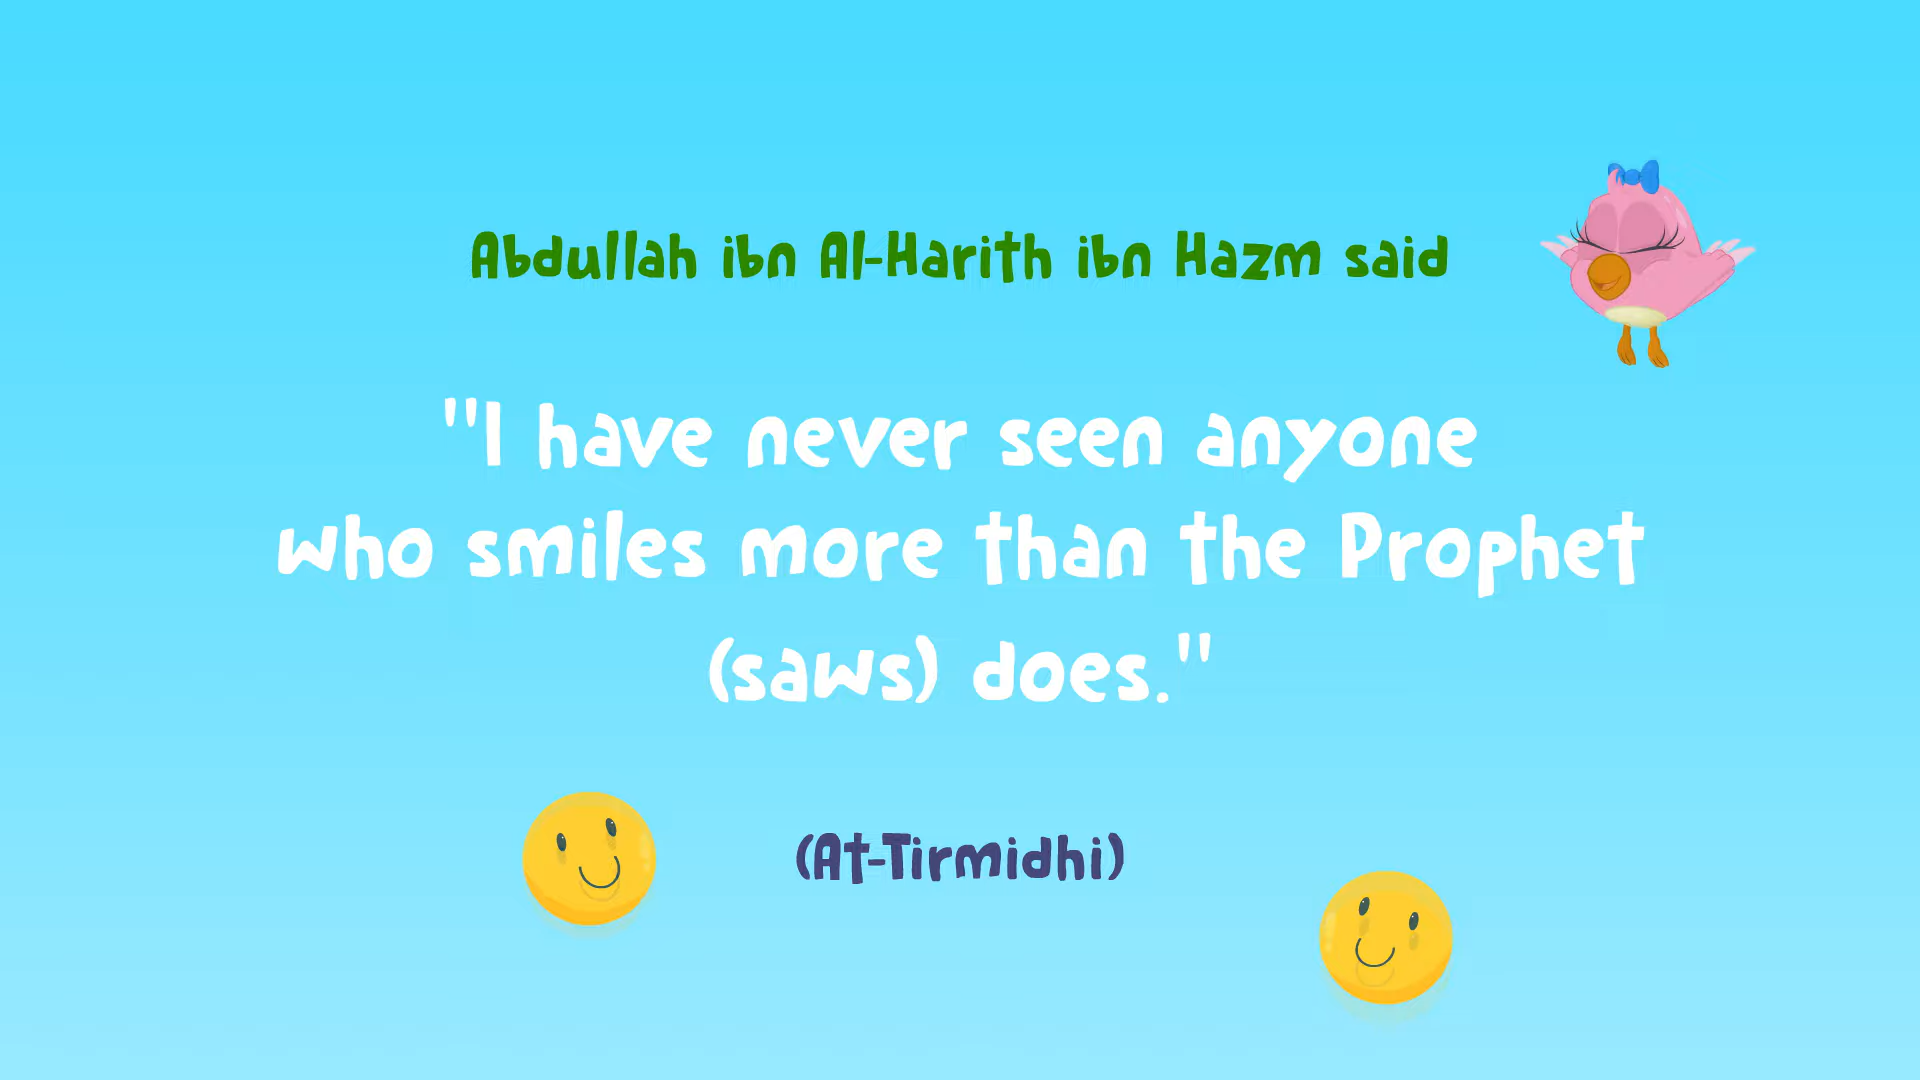 Abdullah ibn Al-Harith ibn Hazm said
"I have never seen anyone
who smiles more than the Prophet
(saws) does."
(At-Tirmidhi)